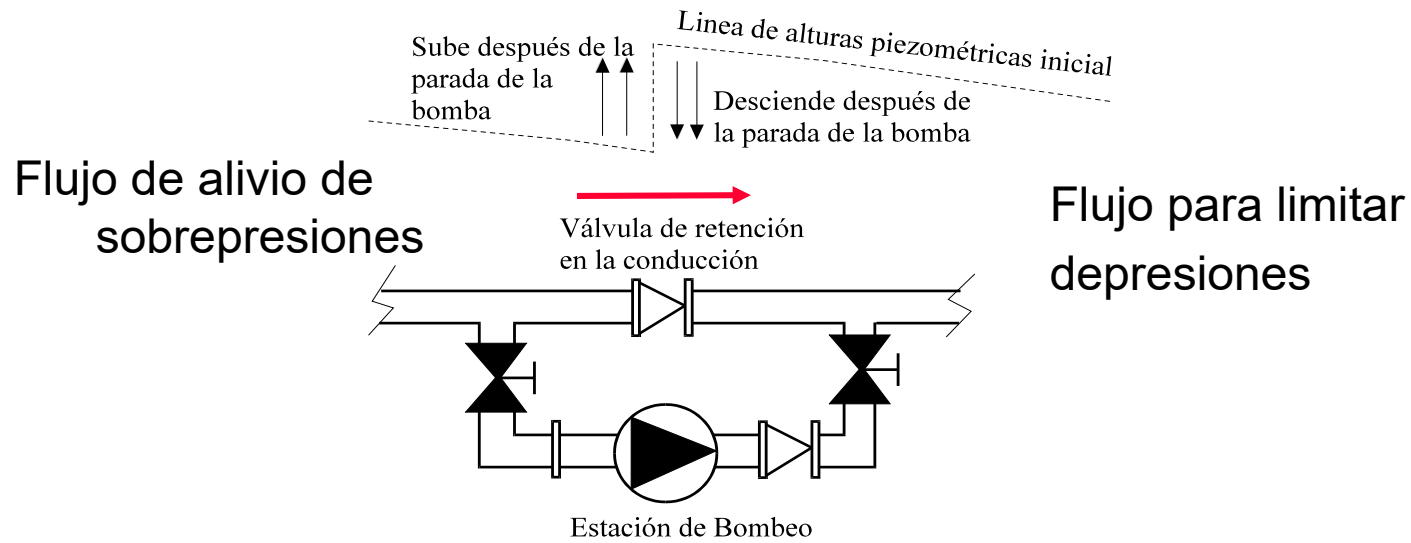 Linea de alturas piezométricas inicial
Sube después de la
parada de la
bomba
Desciende después de
la parada de la bomba
Flujo de alivio de
sobrepresiones
Flujo para limitar
depresiones
Válvula de retención
en la conducción
Estación de Bombeo